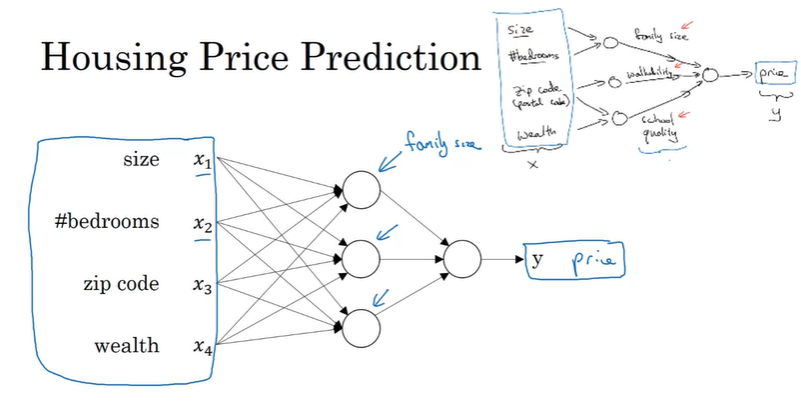 Housing Price Prediction
size x₁
#bedrooms x₂
zip code x₃
wealth x₄
family size
y price
size
#bedrooms
zip code
(postal code)
wealth
x
family size
walkability
school
quality
price
y